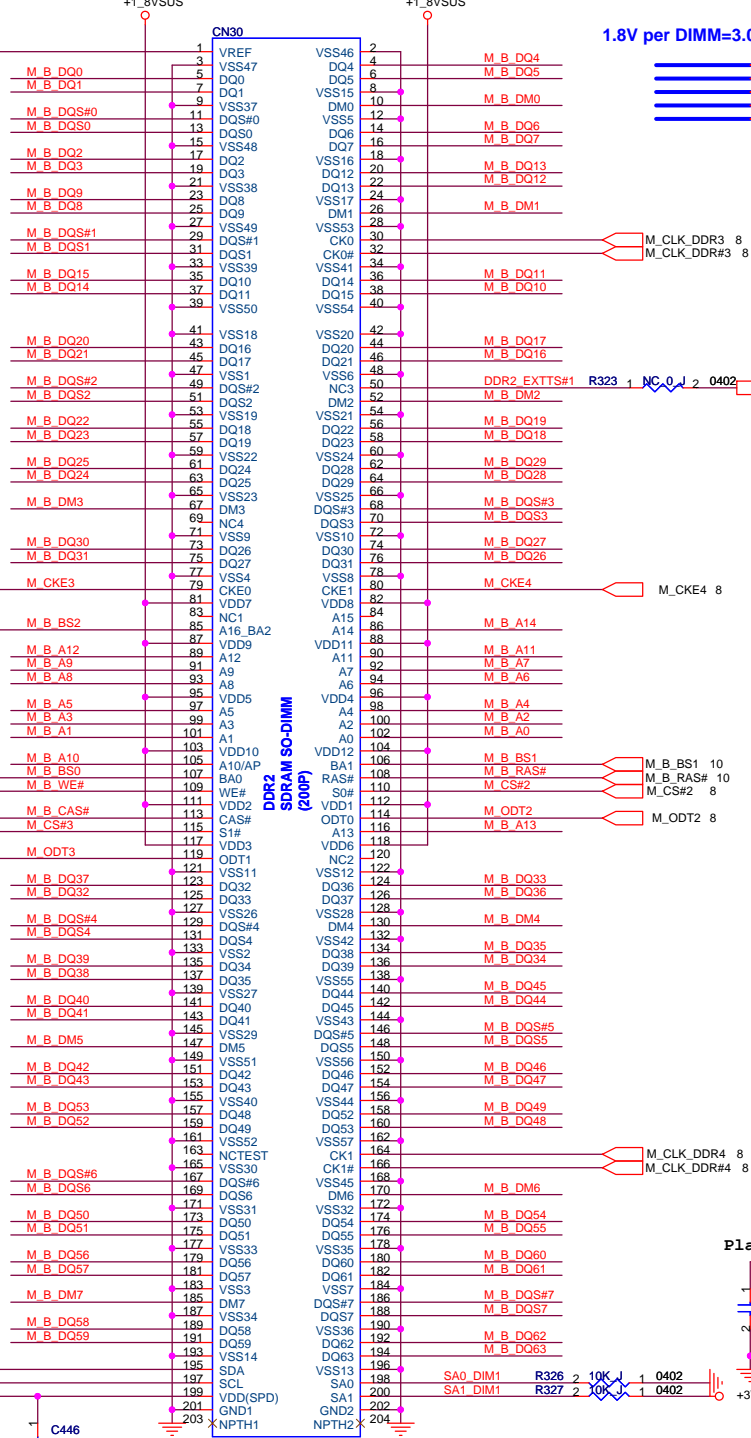 +1_8VSUS +1_8VSUS
CN30 1.8V per DIMM=3.0
1 VREF VSS46 2
3 VSS47 DQ4 4 M_B_DQ4
M_B_DQ0 5 DQ0 DQ5 6 M_B_DQ5
M_B_DQ1 7 DQ1 VSS15 8
9 VSS37 DM0 10 M_B_DM0
M_B_DQS#0 11 DQS#0 VSS5 12
M_B_DQS0 13 DQS0 DQ6 14 M_B_DQ6
15 VSS48 DQ7 16 M_B_DQ7
M_B_DQ2 17 DQ2 VSS16 18
M_B_DQ3 19 DQ3 DQ12 20 M_B_DQ13
21 VSS38 DQ13 22 M_B_DQ12
M_B_DQ9 23 DQ8 VSS17 24
M_B_DQ8 25 DQ9 DM1 26 M_B_DM1
27 VSS49 VSS53 28
M_B_DQS#1 29 DQS#1 CK0 30 M_CLK_DDR3 8
M_B_DQS1 31 DQS1 CK0# 32 M_CLK_DDR#3 8
33 VSS39 VSS41 34
M_B_DQ15 35 DQ10 DQ14 36 M_B_DQ11
M_B_DQ14 37 DQ11 DQ15 38 M_B_DQ10
39 VSS50 VSS54 40
41 VSS18 VSS20 42
M_B_DQ20 43 DQ16 DQ20 44 M_B_DQ17
M_B_DQ21 45 DQ17 DQ21 46 M_B_DQ16
47 VSS1 VSS6 48
M_B_DQS#2 49 DQS#2 NC3 50 DDR2_EXTTS#1 R323 1 NC_0_J 2 0402
M_B_DQS2 51 DQS2 DM2 52 M_B_DM2
53 VSS19 VSS21 54
M_B_DQ22 55 DQ18 DQ22 56 M_B_DQ19
M_B_DQ23 57 DQ19 DQ23 58 M_B_DQ18
59 VSS22 VSS24 60
M_B_DQ25 61 DQ24 DQ28 62 M_B_DQ29
M_B_DQ24 63 DQ25 DQ29 64 M_B_DQ28
65 VSS23 VSS25 66
M_B_DM3 67 DM3 DQS#3 68 M_B_DQS#3
69 NC4 DQS3 70 M_B_DQS3
71 VSS9 VSS10 72
M_B_DQ30 73 DQ26 DQ30 74 M_B_DQ27
M_B_DQ31 75 DQ27 DQ31 76 M_B_DQ26
77 VSS4 VSS8 78
M_CKE3 79 CKE0 CKE1 80 M_CKE4 M_CKE4 8
81 VDD7 VDD8 82
83 NC1 A15 84
M_B_BS2 85 A16_BA2 A14 86 M_B_A14
87 VDD9 VDD11 88
M_B_A12 89 A12 A11 90 M_B_A11
M_B_A9 91 A9 A7 92 M_B_A7
M_B_A8 93 A8 A6 94 M_B_A6
95 VDD5 VDD4 96
M_B_A5 97 A5 A4 98 M_B_A4
M_B_A3 99 A3 A2 100 M_B_A2
M_B_A1 101 A1 A0 102 M_B_A0
103 VDD10 VDD12 104
M_B_A10 105 A10/AP BA1 106 M_B_BS1 M_B_BS1 10
M_B_BS0 107 BA0 RAS# 108 M_B_RAS# M_B_RAS# 10
M_B_WE# 109 WE# S0# 110 M_CS#2 M_CS#2 8
111 VDD2 VDD1 112
M_B_CAS# 113 CAS# ODT0 114 M_ODT2 M_ODT2 8
M_CS#3 115 S1# A13 116 M_B_A13
117 VDD3 VDD6 118
M_ODT3 119 ODT1 NC2 120
DDR2
SDRAM SO-DIMM
(200P)
121 VSS11 VSS12 122
M_B_DQ37 123 DQ32 DQ36 124 M_B_DQ33
M_B_DQ32 125 DQ33 DQ37 126 M_B_DQ36
127 VSS26 VSS28 128
M_B_DQS#4 129 DQS#4 DM4 130 M_B_DM4
M_B_DQS4 131 DQS4 VSS42 132
133 VSS2 DQ38 134 M_B_DQ35
M_B_DQ39 135 DQ34 DQ39 136 M_B_DQ34
M_B_DQ38 137 DQ35 VSS55 138
139 VSS27 DQ44 140 M_B_DQ45
M_B_DQ40 141 DQ40 DQ45 142 M_B_DQ44
M_B_DQ41 143 DQ41 VSS43 144
145 VSS29 DQS#5 146 M_B_DQS#5
M_B_DM5 147 DM5 DQS5 148 M_B_DQS5
149 VSS51 VSS56 150
M_B_DQ42 151 DQ42 DQ46 152 M_B_DQ46
M_B_DQ43 153 DQ43 DQ47 154 M_B_DQ47
155 VSS40 VSS44 156
M_B_DQ53 157 DQ48 DQ52 158 M_B_DQ49
M_B_DQ52 159 DQ49 DQ53 160 M_B_DQ48
161 VSS52 VSS57 162
163 NCTEST CK1 164 M_CLK_DDR4 8
165 VSS30 CK1# 166 M_CLK_DDR#4 8
M_B_DQS#6 167 DQS#6 VSS45 168
M_B_DQS6 169 DQS6 DM6 170 M_B_DM6
171 VSS31 VSS32 172
M_B_DQ50 173 DQ50 DQ54 174 M_B_DQ54
M_B_DQ51 175 DQ51 DQ55 176 M_B_DQ55
177 VSS33 VSS35 178 Pla
M_B_DQ56 179 DQ56 DQ60 180 M_B_DQ60
M_B_DQ57 181 DQ57 DQ61 182 M_B_DQ61
183 VSS3 VSS7 184 1
M_B_DM7 185 DM7 DQS#7 186 M_B_DQS#7
187 VSS34 DQS7 188 M_B_DQS7
M_B_DQ58 189 DQ58 VSS36 190 2
M_B_DQ59 191 DQ59 DQ62 192 M_B_DQ62
193 VSS14 DQ63 194 M_B_DQ63
195 SDA VSS13 196
197 SCL SA0 198 SA0_DIM1 R326 2 10K_J 1 0402
199 VDD(SPD) SA1 200 SA1_DIM1 R327 2 10K_J 1 0402 +3
201 GND1 GND2 202
203 NPTH1 NPTH2 204
1 C446